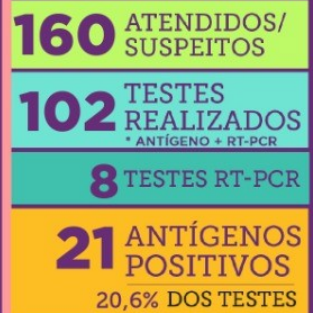 160 ATENDIDOS/
SUSPEITOS
102 TESTES
REALIZADOS
* ANTÍGENO + RT-PCR
8 TESTES RT-PCR
21 ANTÍGENOS
POSITIVOS
20,6% DOS TESTES